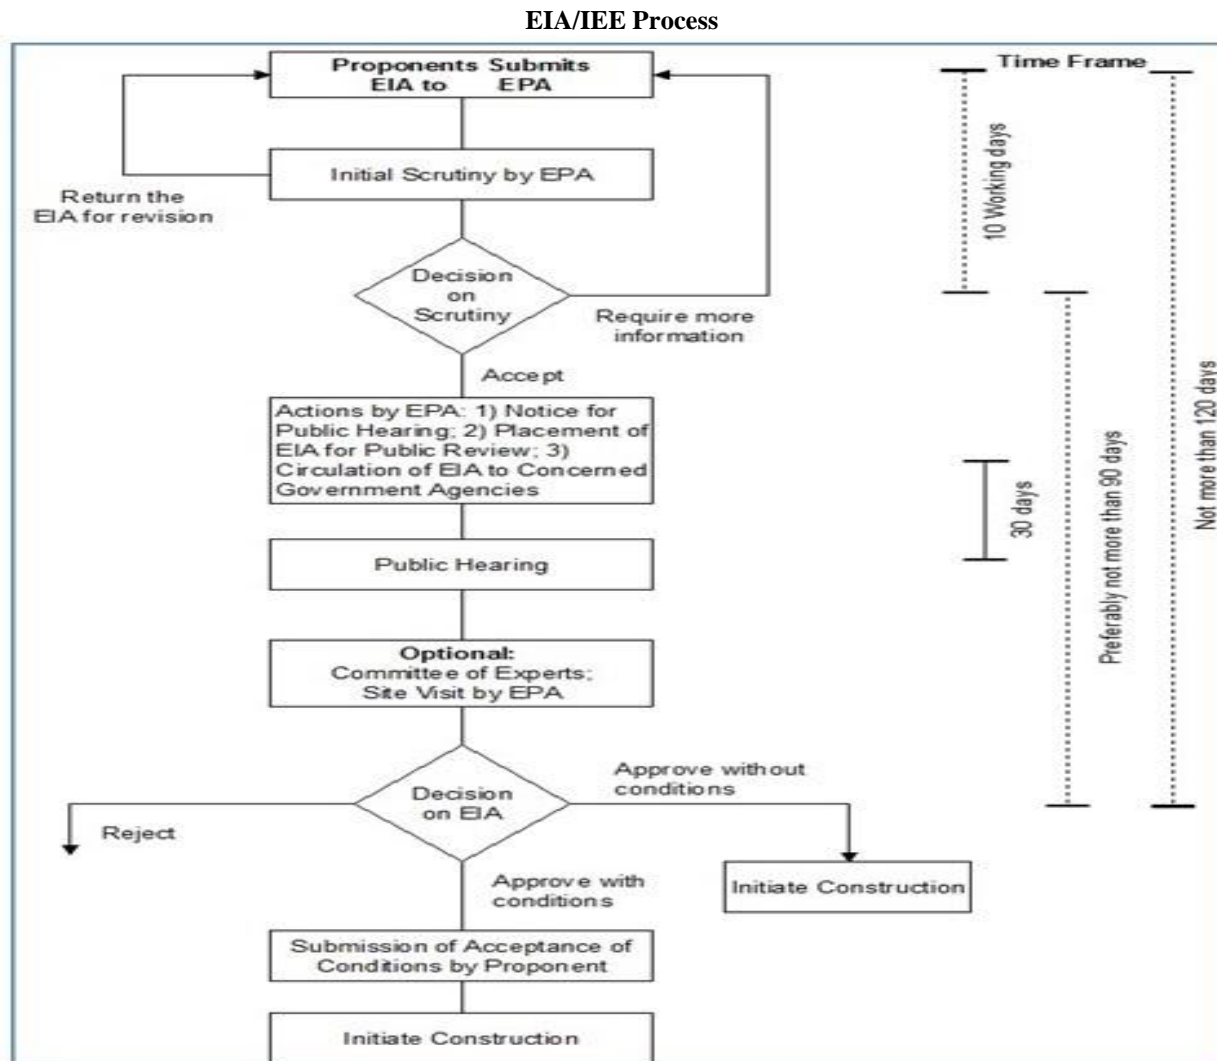 EIA/IEE Process
Proponents Submits
EIA to EPA
Time Frame
Initial Scrutiny by EPA
Return the
EIA for revision
10 Working days
Decision
on
Scrutiny
Require more
information
Accept
Actions by EPA: 1) Notice for
Public Hearing; 2) Placement of
EIA for Public Review; 3)
Circulation of EIA to Concerned
Government Agencies
30 days
Preferably not more than 90 days
Not more than 120 days
Public Hearing
Optional:
Committee of Experts;
Site Visit by EPA
Decision
on EIA
Approve without
conditions
Reject
Initiate Construction
Approve with
conditions
Submission of Acceptance of
Conditions by Proponent
Initiate Construction